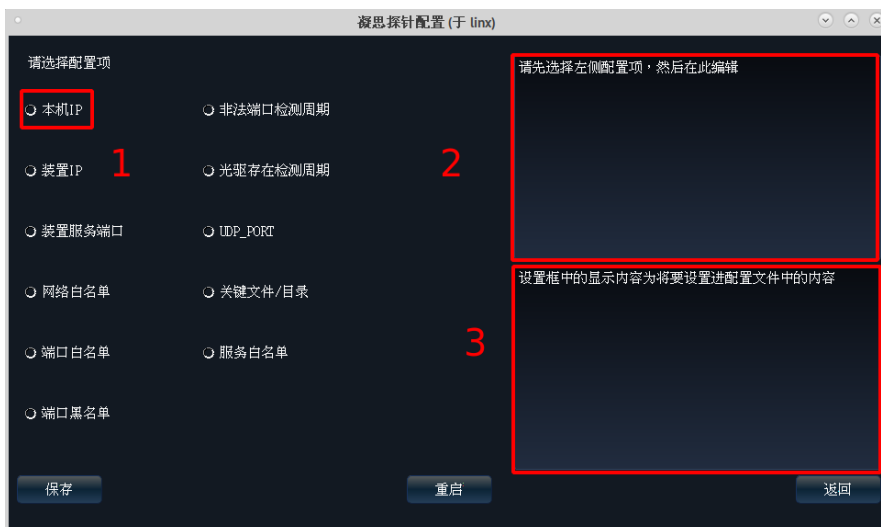 凝思探针配置 (于 linx)
请选择配置项
本机IP
非法端口检测周期
装置IP
光驱存在检测周期
装置服务端口
UDP_PORT
网络白名单
关键文件/目录
端口白名单
服务白名单
端口黑名单
1
2
请先选择左侧配置项，然后在此编辑
3
设置框中的显示内容为将要设置进配置文件中的内容
保存
重启
返回